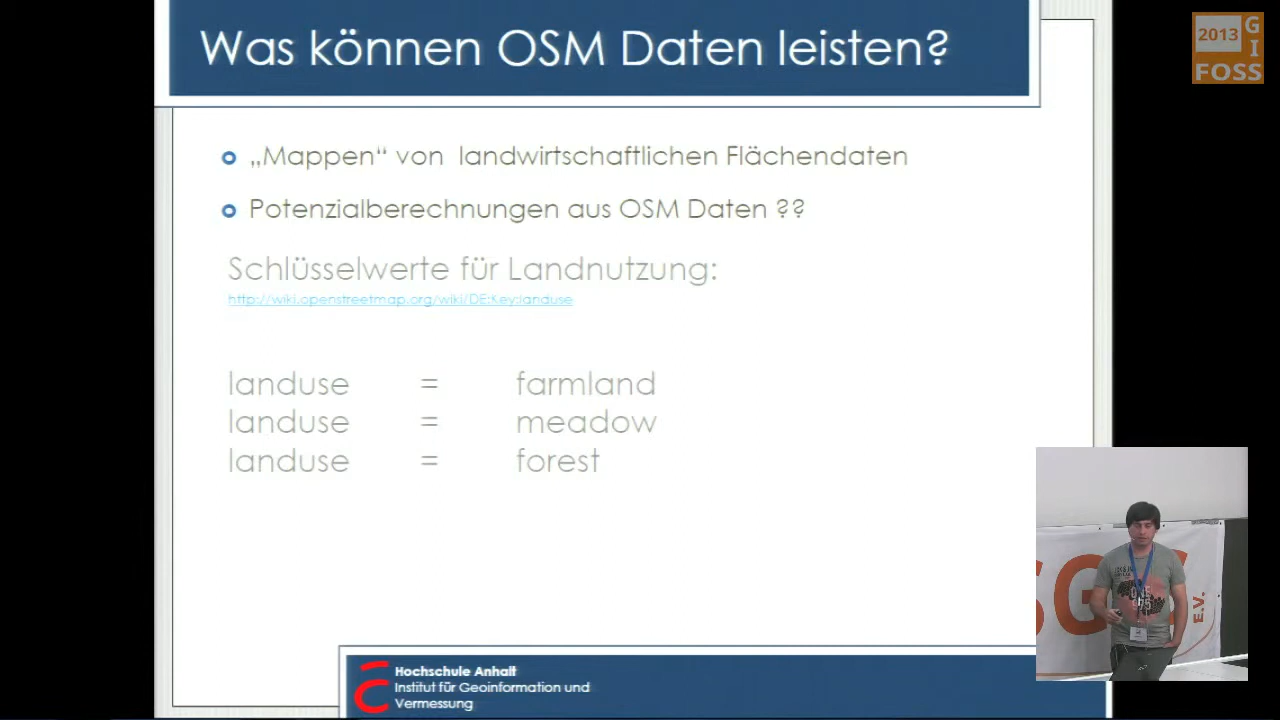 Was können OSM Daten leisten?
2013
GI
FOSS
„Mappen“ von landwirtschaftlichen Flächendaten
Potenzialberechnungen aus OSM Daten ??
Schlüsselwerte für Landnutzung:
http://wiki.openstreetmap.org/wiki/DE:Key:landuse
landuse = farmland
landuse = meadow
landuse = forest
E.V.
Hochschule Anhalt
Institut für Geoinformation und
Vermessung